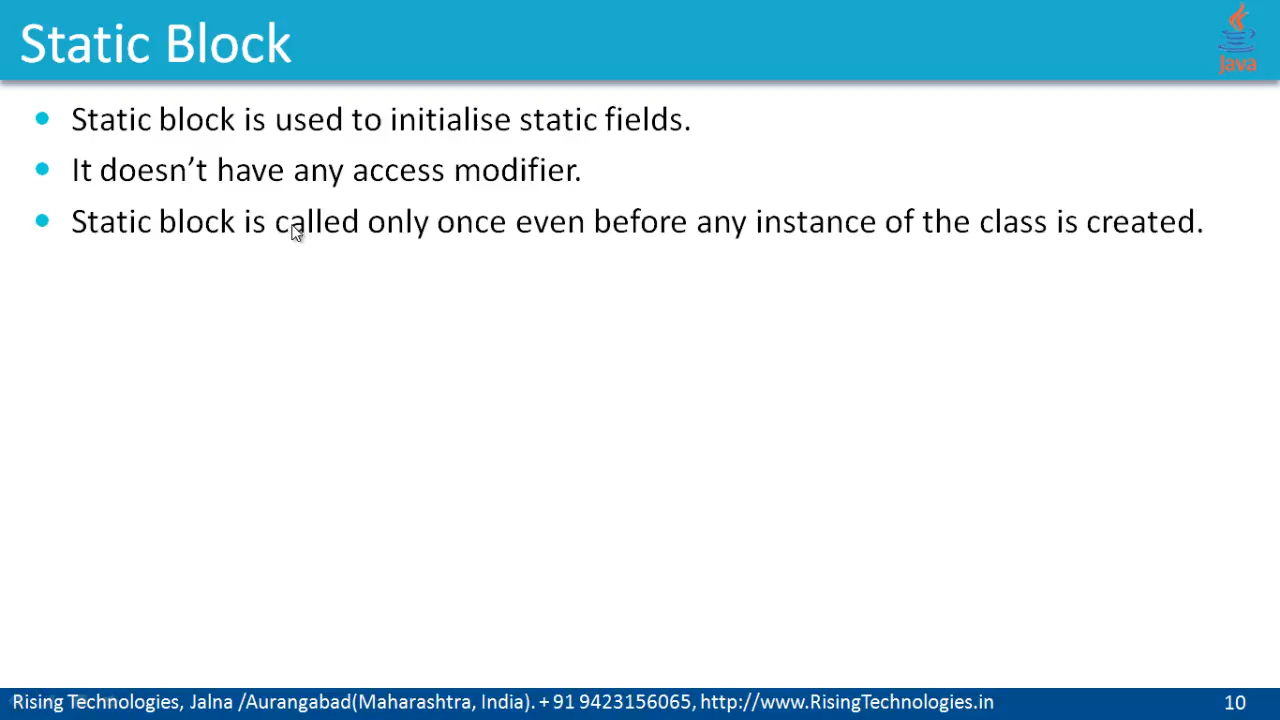 Static Block
Java
Static block is used to initialise static fields.
It doesn’t have any access modifier.
Static block is called only once even before any instance of the class is created.
Rising Technologies, Jalna /Aurangabad(Maharashtra, India). + 91 9423156065, http://www.RisingTechnologies.in
10